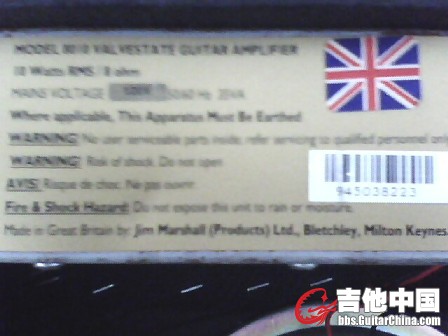 MODEL 8010 VALVESTATE GUITAR AMPLIFIER
10 Watts RMS / 8 ohm
MAINS VOLTAGE 50/60 Hz
Where applicable, This Apparatus Must Be Earthed
WARNING! No user serviceable parts inside, refer servicing to qualified personnel
WARNING! Risk of shock. Do not open
AVIS! Risque de choc. Ne pas ouvrir
945038223
Fire & Shock Hazard: Do not expose this unit to rain or moisture.
Made in Great Britain by Jim Marshall (Products) Ltd., Bletchley, Milton Keynes
吉他中国
bbs.GuitarChina.com